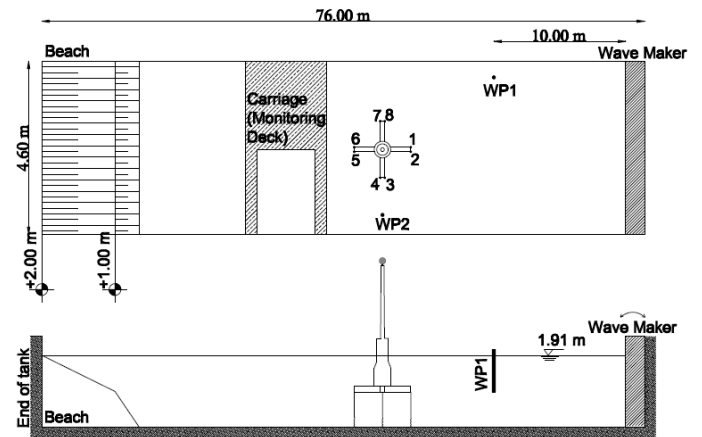 76.00 m
10.00 m
Beach
Wave Maker
WP1
Carriage
(Monitoring
Deck)
7 8
6 1
5 2
4 3
4.60 m
WP2
+2.00 m
+1.00 m
Wave Maker
1.91 m
WP1
End of tank
Beach